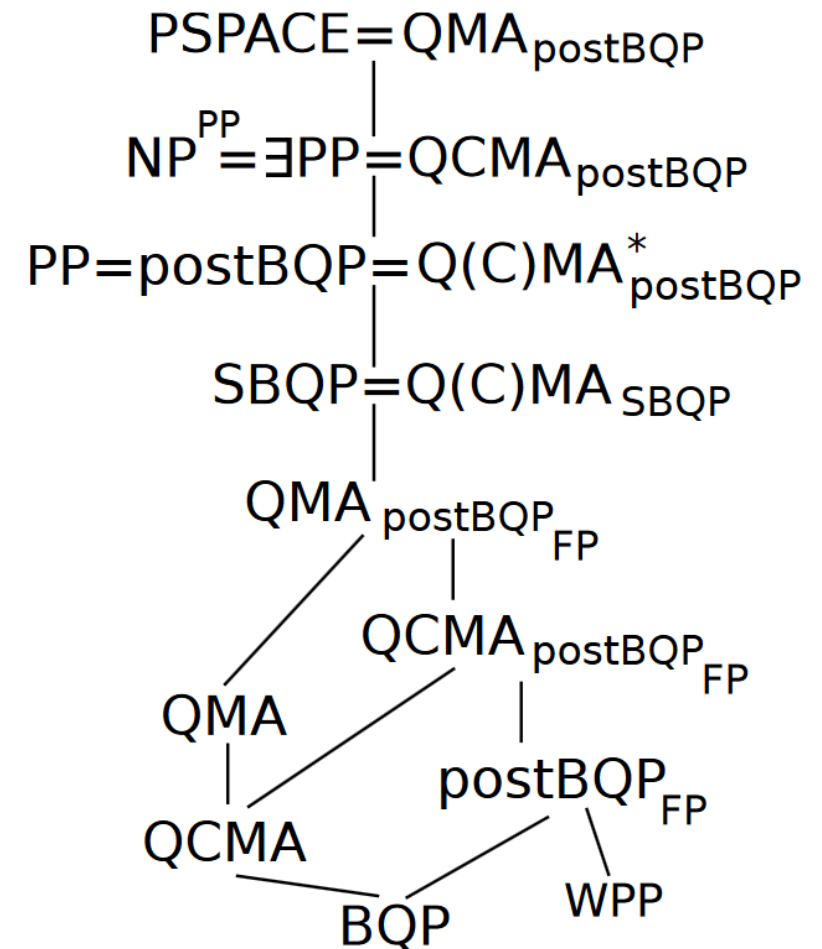 PSPACE=QMA_postBQP
NP^PP=∃PP=QCMA_postBQP
PP=postBQP=Q(C)MA*_postBQP
SBQP=Q(C)MA_SBQP
QMA_postBQP_FP
QCMA_postBQP_FP
QMA
postBQP_FP
QCMA
WPP
BQP